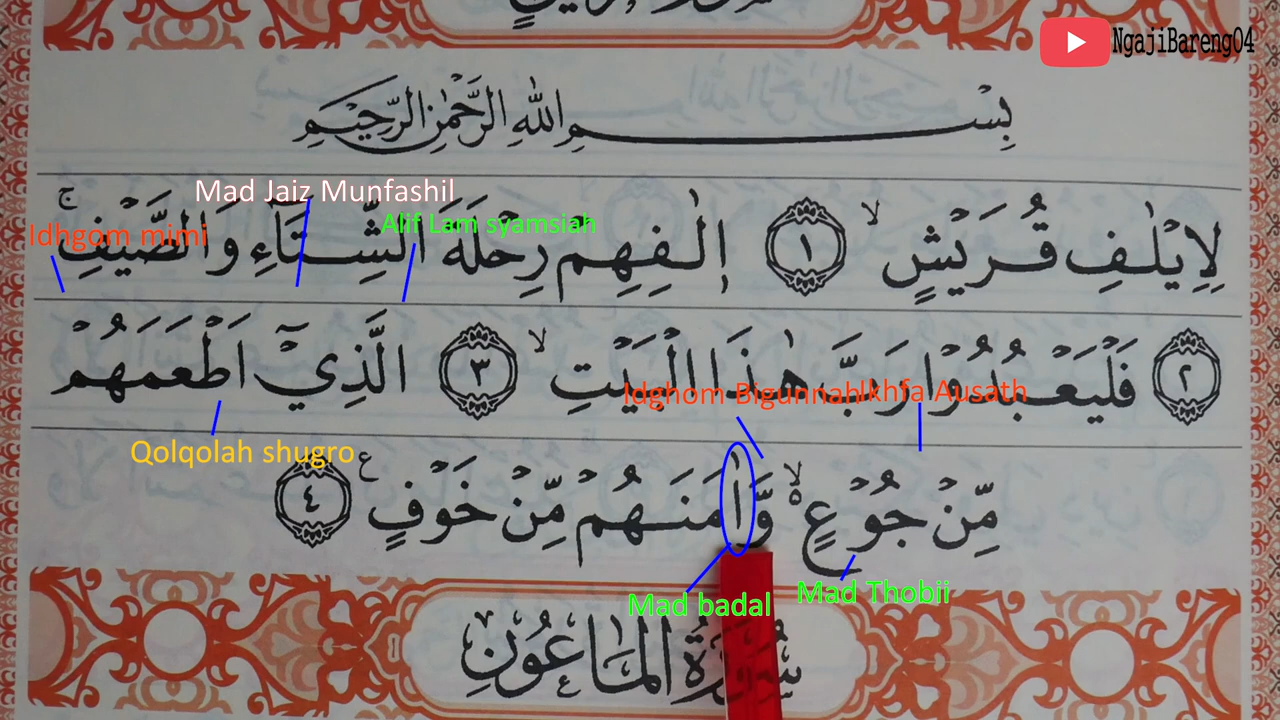 NgajiBareng04
بِسْمِ اللّٰهِ الرَّحْمٰنِ الرَّحِيْمِ
Mad Jaiz Munfashil
Alif Lam syamsiah
Idhgom mimi
لِاِيْلٰفِ قُرَيْشٍۙ ١ اٖلٰفِهِمْ رِحْلَةَ الشِّتَاۤءِ وَالصَّيْفِۚ
٢ فَلْيَعْبُدُوْا رَبَّ هٰذَا الْبَيْتِۙ ٣ الَّذِيْٓ اَطْعَمَهُمْ
Idghom Bigunnah
Ikhfa Ausath
Qolqolah shugro
مِّنْ جُوْعٍ ەۙ وَّاٰمَنَهُمْ مِّنْ خَوْفٍࣖ ٤
Mad badal
Mad Thobii
سُوْرَةُ الْمَاعُوْنِ